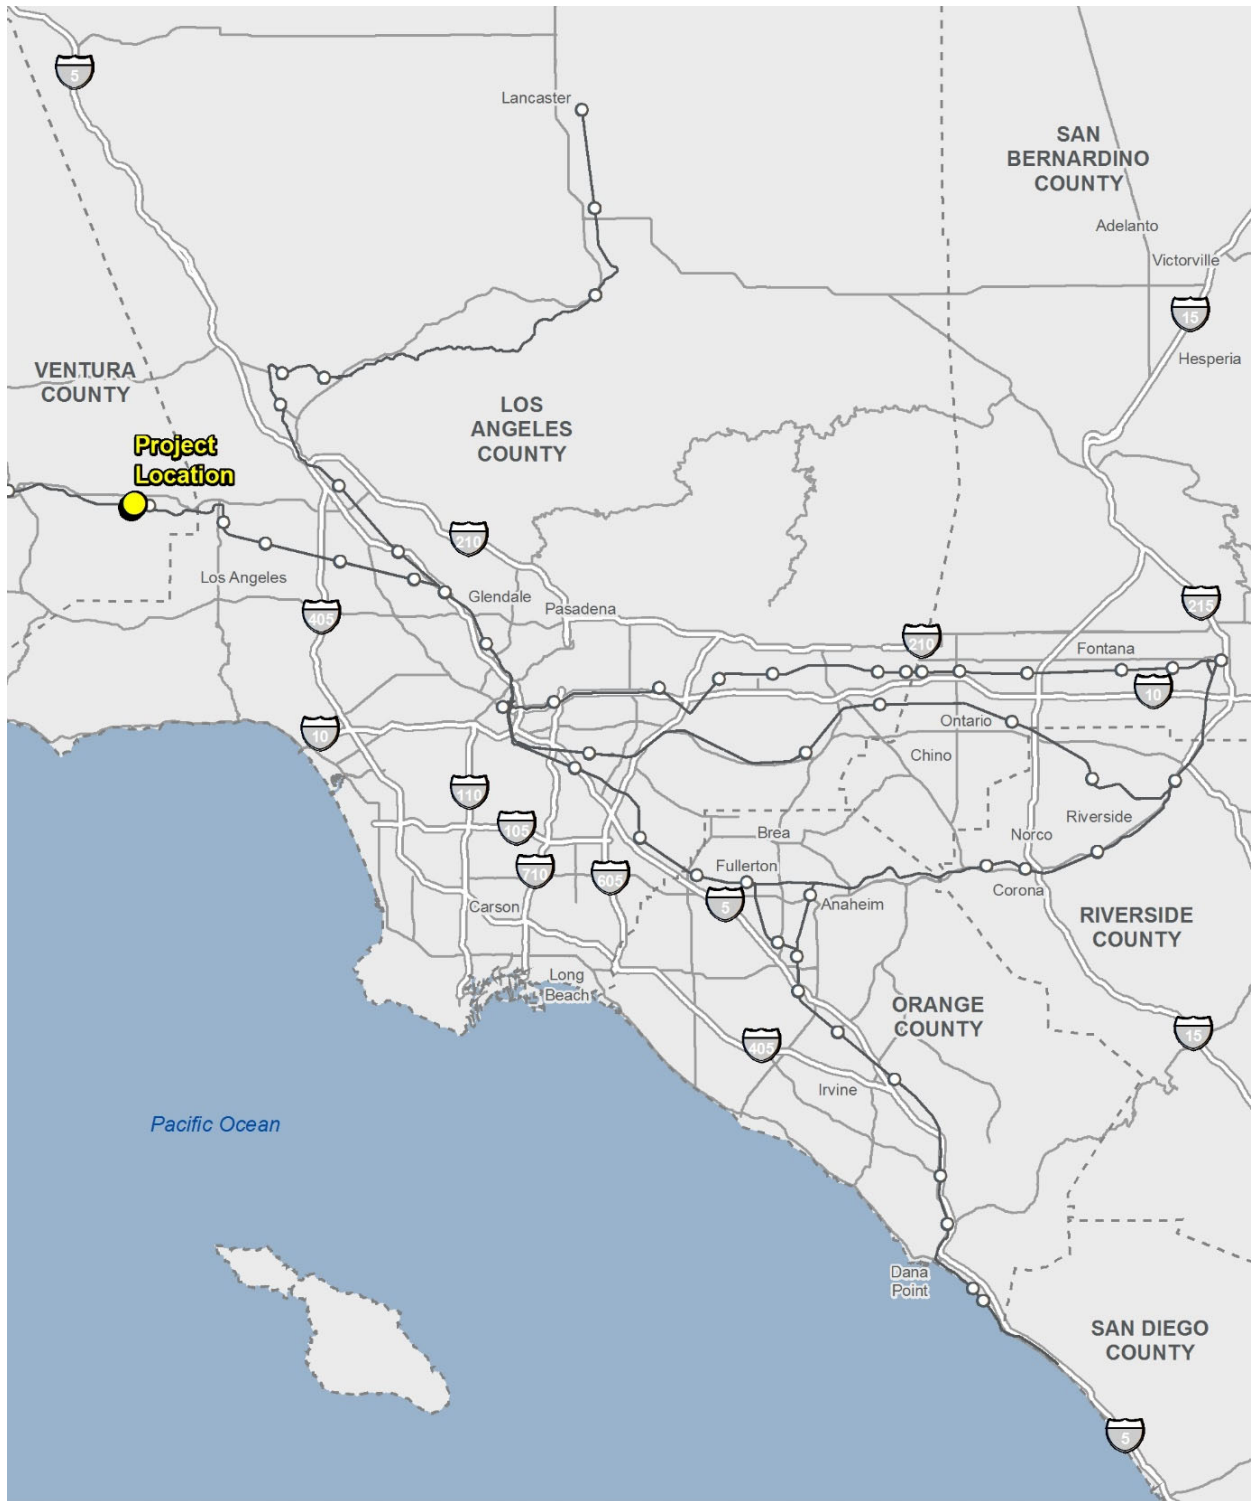 5
Lancaster
SAN
BERNARDINO
COUNTY
Adelanto
Victorville
15
Hesperia
VENTURA
COUNTY
LOS
ANGELES
COUNTY
Project
Location
210
Los Angeles
Glendale
Pasadena
405
215
210
Fontana
10
10
Ontario
Chino
110
105
Brea
Norco
Riverside
710
605
Fullerton
Corona
5
Anaheim
Carson
RIVERSIDE
COUNTY
Long
Beach
ORANGE
COUNTY
15
405
Irvine
Pacific Ocean
Dana
Point
SAN DIEGO
COUNTY
5